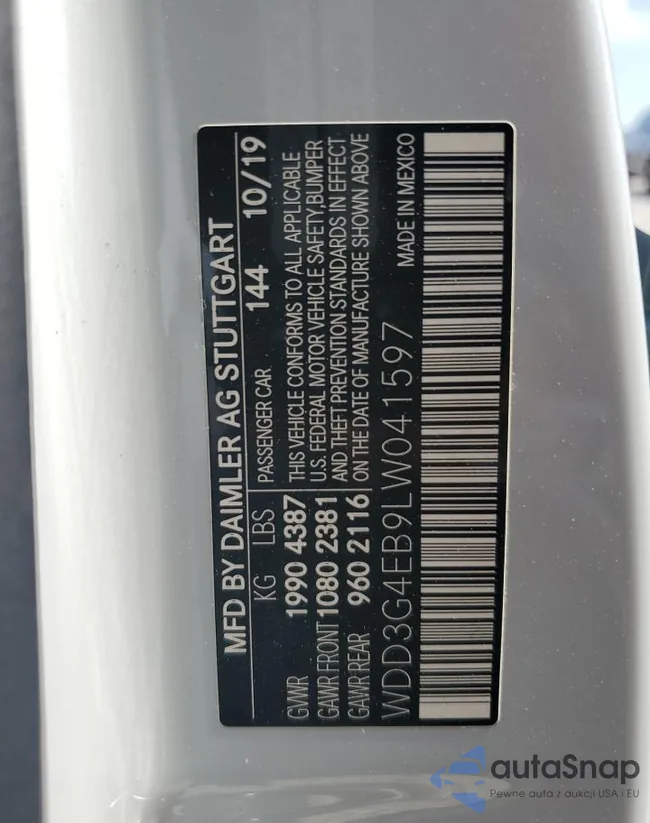 MFD BY DAIMLER AG STUTTGART
KG LBS PASSENGER CAR 144 10/19
GVWR 1990 4387 THIS VEHICLE CONFORMS TO ALL APPLICABLE
GAWR FRONT 1080 2381 U.S. FEDERAL MOTOR VEHICLE SAFETY,BUMPER
GAWR REAR 960 2116 AND THEFT PREVENTION STANDARDS IN EFFECT
ON THE DATE OF MANUFACTURE SHOWN ABOVE
WDD3G4EB9LW041597 MADE IN MEXICO
autaSnap
Pewne auta z aukcji USA i EU